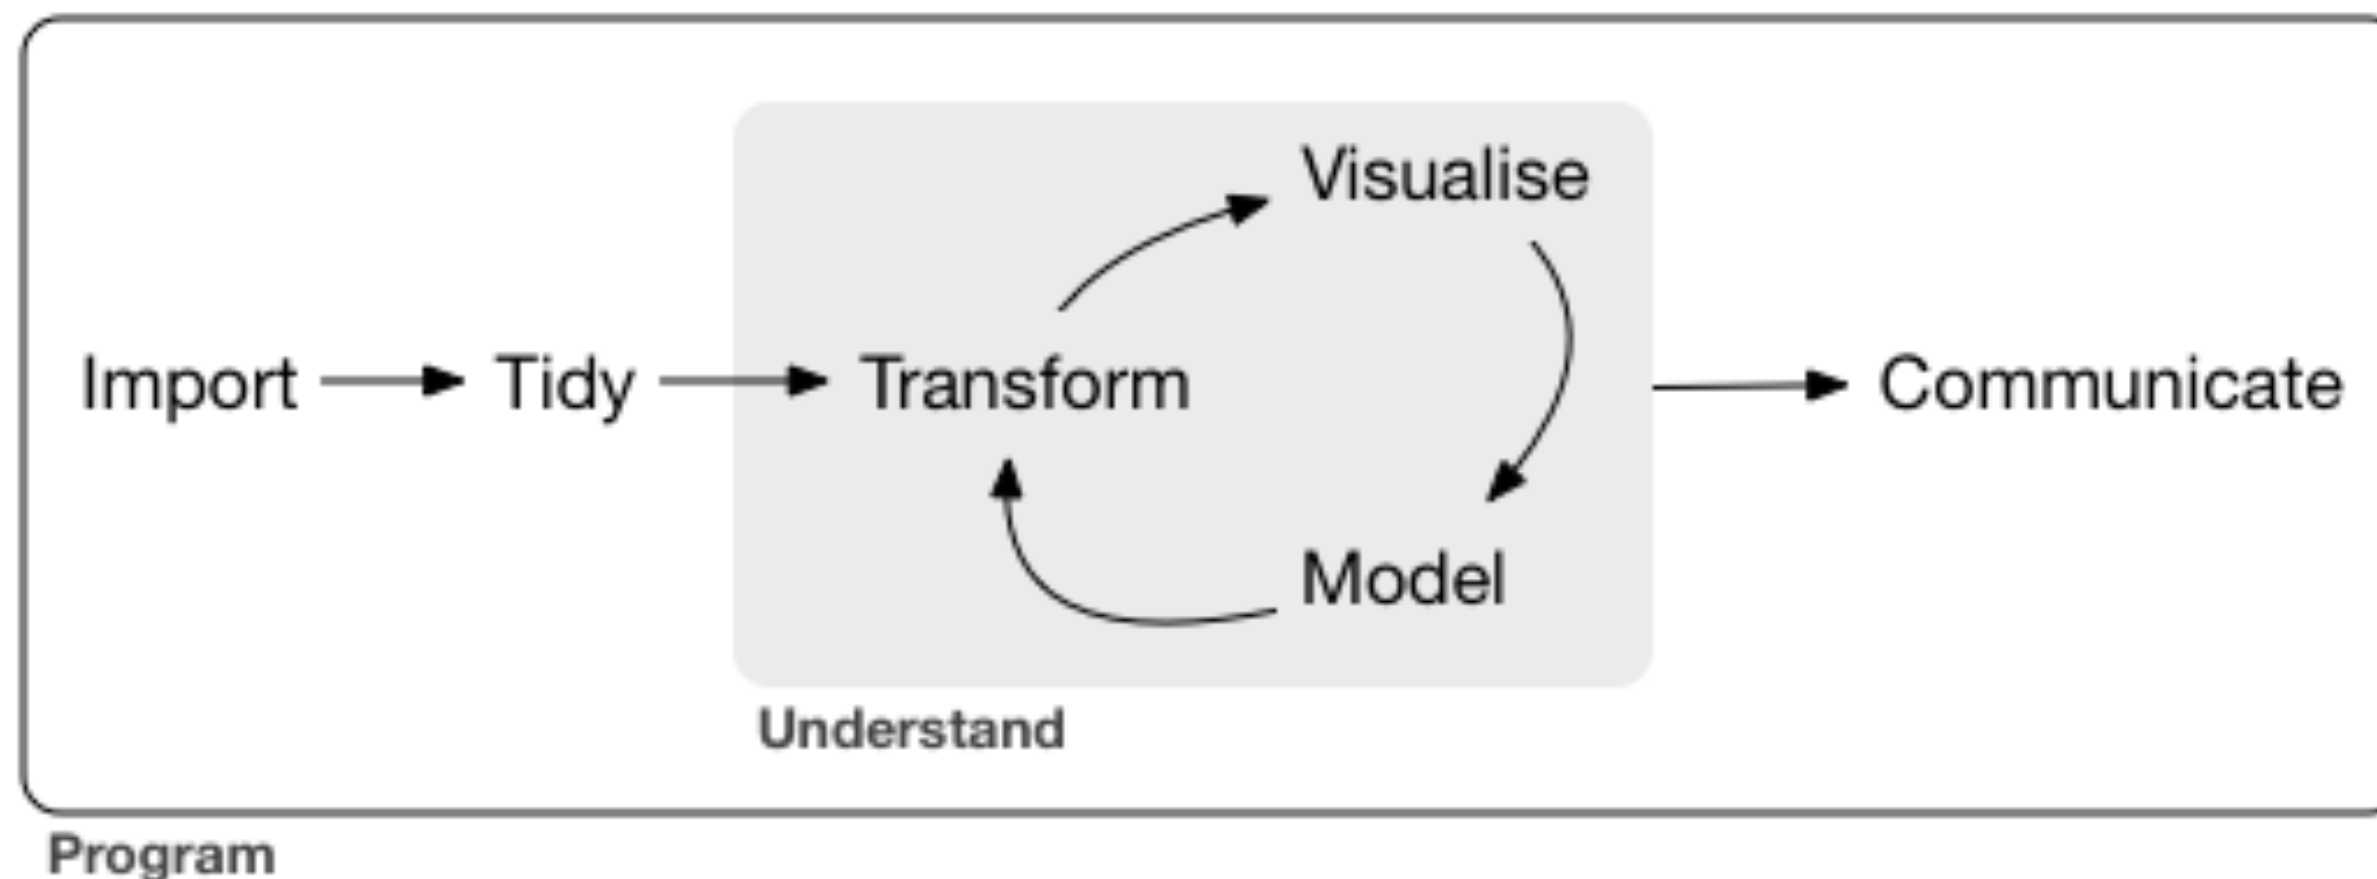 Visualise
Import Tidy Transform Communicate
Model
Understand
Program